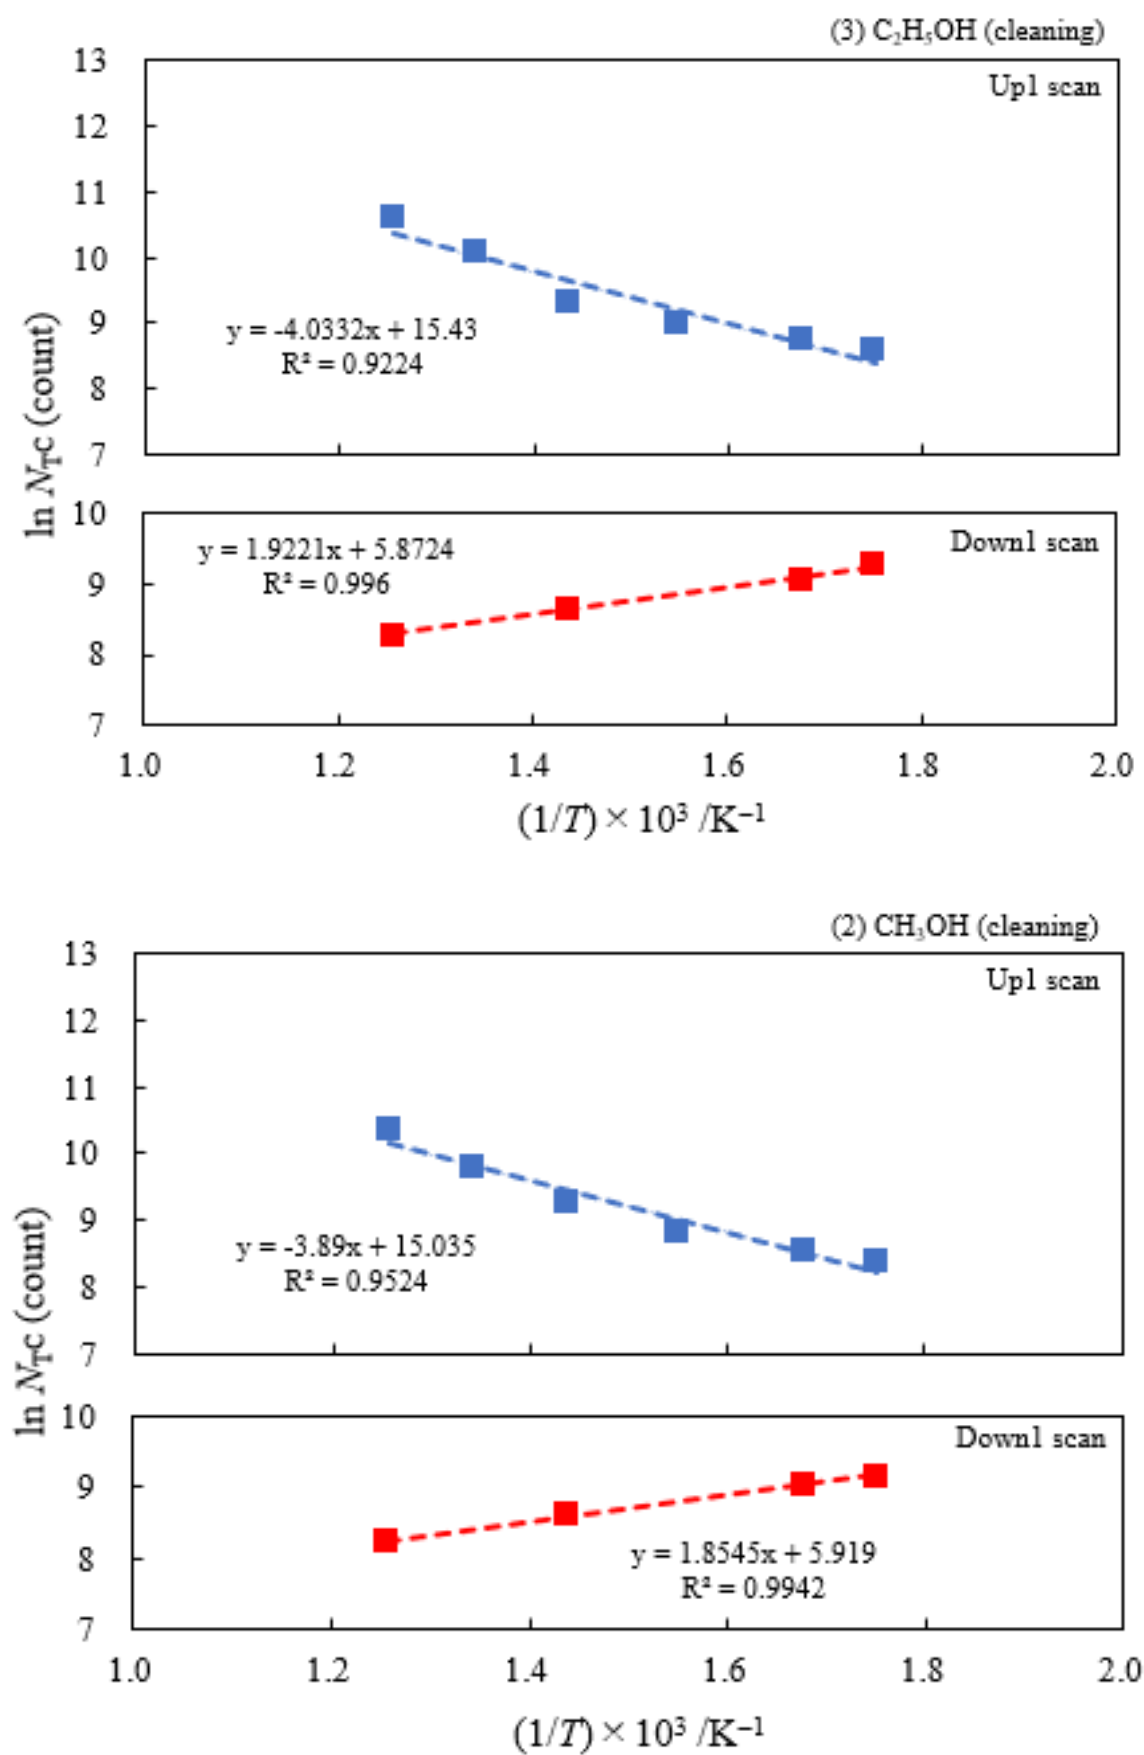 (3) C₂H₅OH (cleaning)
Up1 scan
13
12
11
10
9
8
7
y = -4.0332x + 15.43
R² = 0.9224
ln N_Tc (count)
Down1 scan
10
9
8
7
y = 1.9221x + 5.8724
R² = 0.996
1.0 1.2 1.4 1.6 1.8 2.0
(1/T) × 10³ /K⁻¹
(2) CH₃OH (cleaning)
Up1 scan
13
12
11
10
9
8
7
y = -3.89x + 15.035
R² = 0.9524
ln N_Tc (count)
Down1 scan
10
9
8
7
y = 1.8545x + 5.919
R² = 0.9942
1.0 1.2 1.4 1.6 1.8 2.0
(1/T) × 10³ /K⁻¹